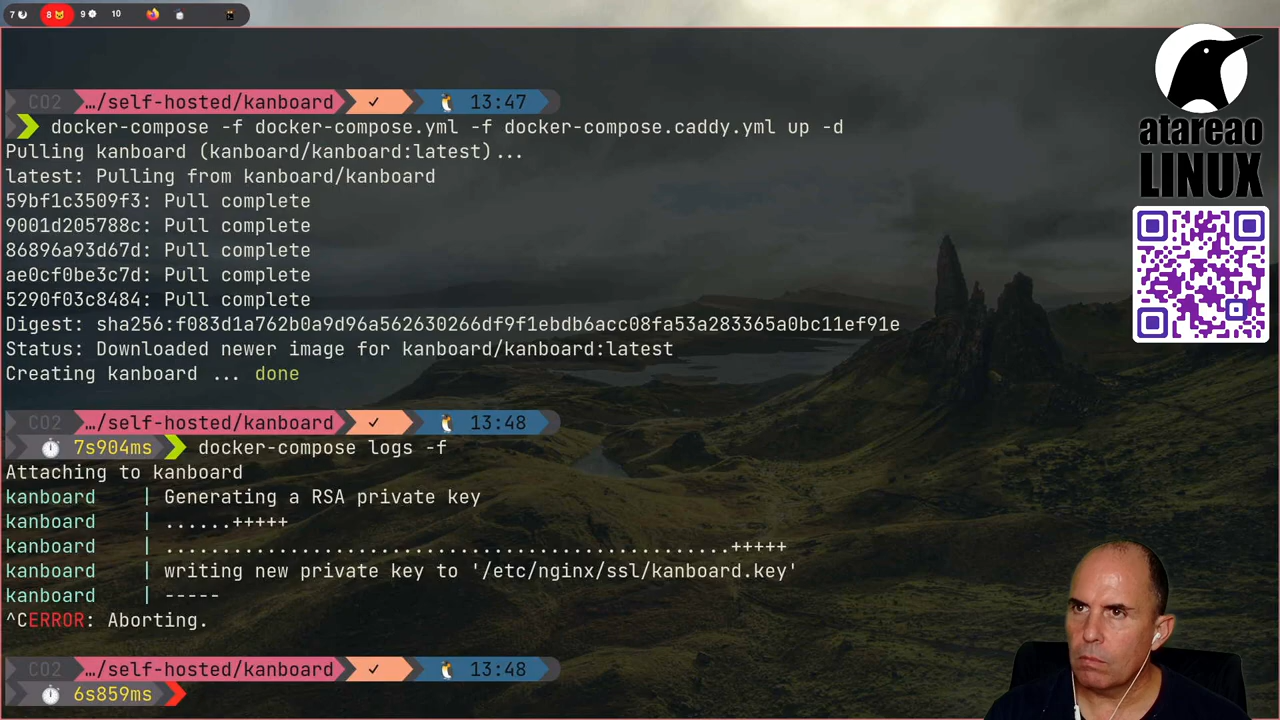 7 8 9 10
CO2 …/self-hosted/kanboard ✓ 13:47
docker-compose -f docker-compose.yml -f docker-compose.caddy.yml up -d
Pulling kanboard (kanboard/kanboard:latest)...
latest: Pulling from kanboard/kanboard
59bf1c3509f3: Pull complete
9001d205788c: Pull complete
86896a93d67d: Pull complete
ae0cf0be3c7d: Pull complete
5290f03c8484: Pull complete
Digest: sha256:f083d1a762b0a9d96a562630266df9f1ebdb6acc08fa53a283365a0bc11ef91e
Status: Downloaded newer image for kanboard/kanboard:latest
Creating kanboard ... done
CO2 …/self-hosted/kanboard ✓ 13:48
7s904ms docker-compose logs -f
Attaching to kanboard
kanboard | Generating a RSA private key
kanboard | ......+++++
kanboard | ..................................................+++++
kanboard | writing new private key to '/etc/nginx/ssl/kanboard.key'
kanboard | -----
^CERROR: Aborting.
CO2 …/self-hosted/kanboard ✓ 13:48
6s859ms
atareao
LINUX